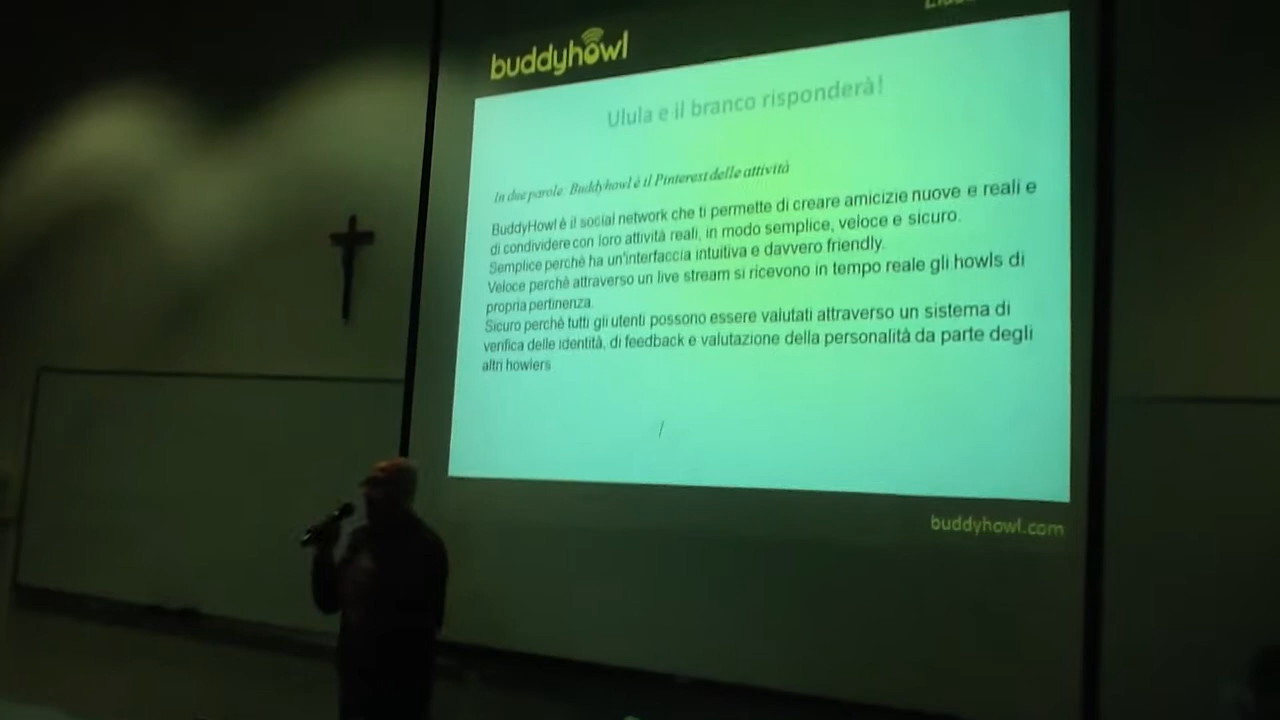 buddyhowl
Ulula e il branco risponderà!
In due parole: Buddyhowl è il Pinterest delle attività
BuddyHowl è il social network che ti permette di creare amicizie nuove e reali e
di condividere con loro attività reali, in modo semplice, veloce e sicuro.
Semplice perchè ha un'interfaccia intuitiva e davvero friendly.
Veloce perchè attraverso un live stream si ricevono in tempo reale gli howls di
propria pertinenza.
Sicuro perchè tutti gli utenti possono essere valutati attraverso un sistema di
verifica delle identità, di feedback e valutazione della personalità da parte degli
altri howlers
buddyhowl.com